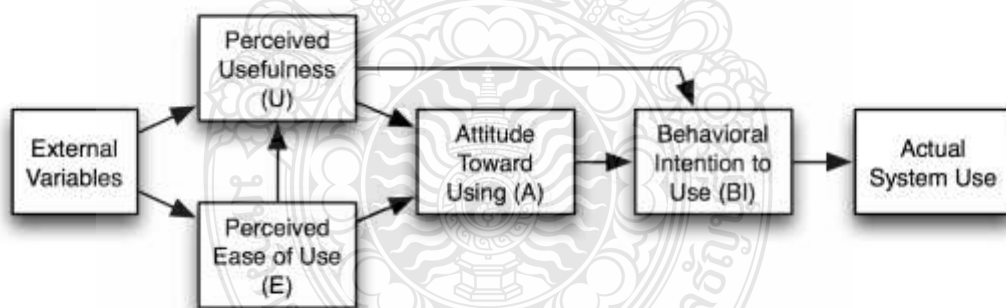 Perceived
Usefulness
(U)
External
Variables
Perceived
Ease of Use
(E)
Attitude
Toward
Using (A)
Behavioral
Intention to
Use (BI)
Actual
System Use